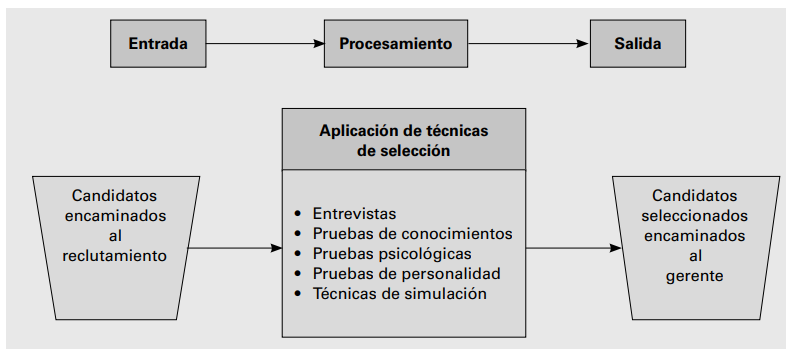 Entrada
Procesamiento
Salida
Candidatos
encaminados
al
reclutamiento
Aplicación de técnicas
de selección
• Entrevistas
• Pruebas de conocimientos
• Pruebas psicológicas
• Pruebas de personalidad
• Técnicas de simulación
Candidatos
seleccionados
encaminados
al
gerente